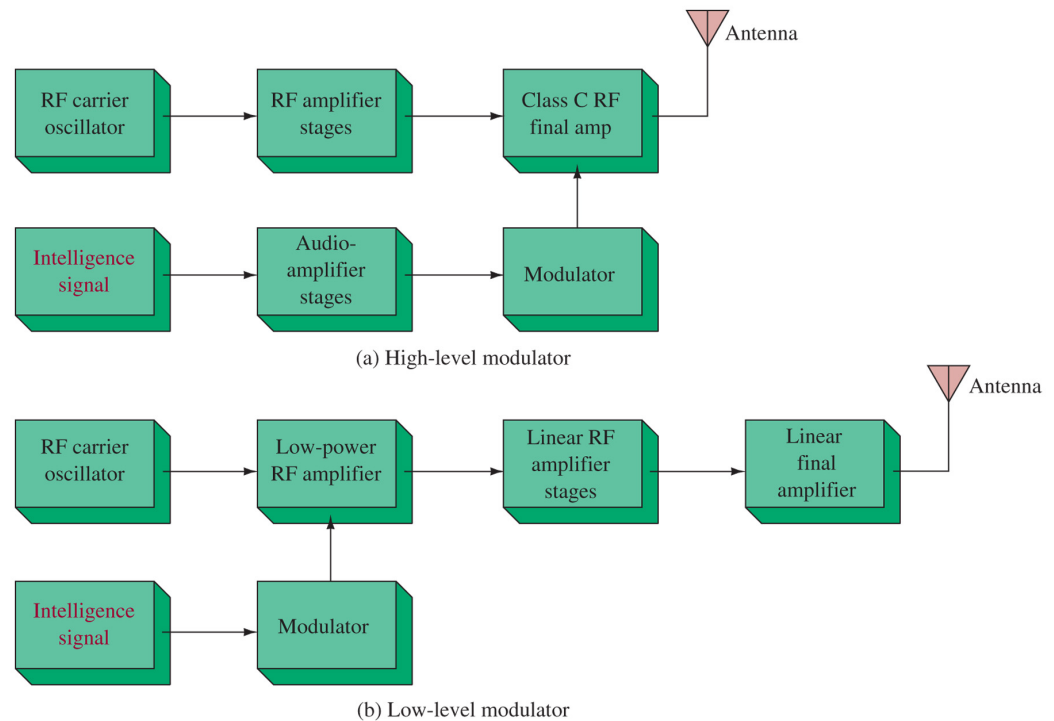 Antenna
RF carrier
oscillator
RF amplifier
stages
Class C RF
final amp
Intelligence
signal
Audio-
amplifier
stages
Modulator
(a) High-level modulator
Antenna
RF carrier
oscillator
Low-power
RF amplifier
Linear RF
amplifier
stages
Linear
final
amplifier
Intelligence
signal
Modulator
(b) Low-level modulator